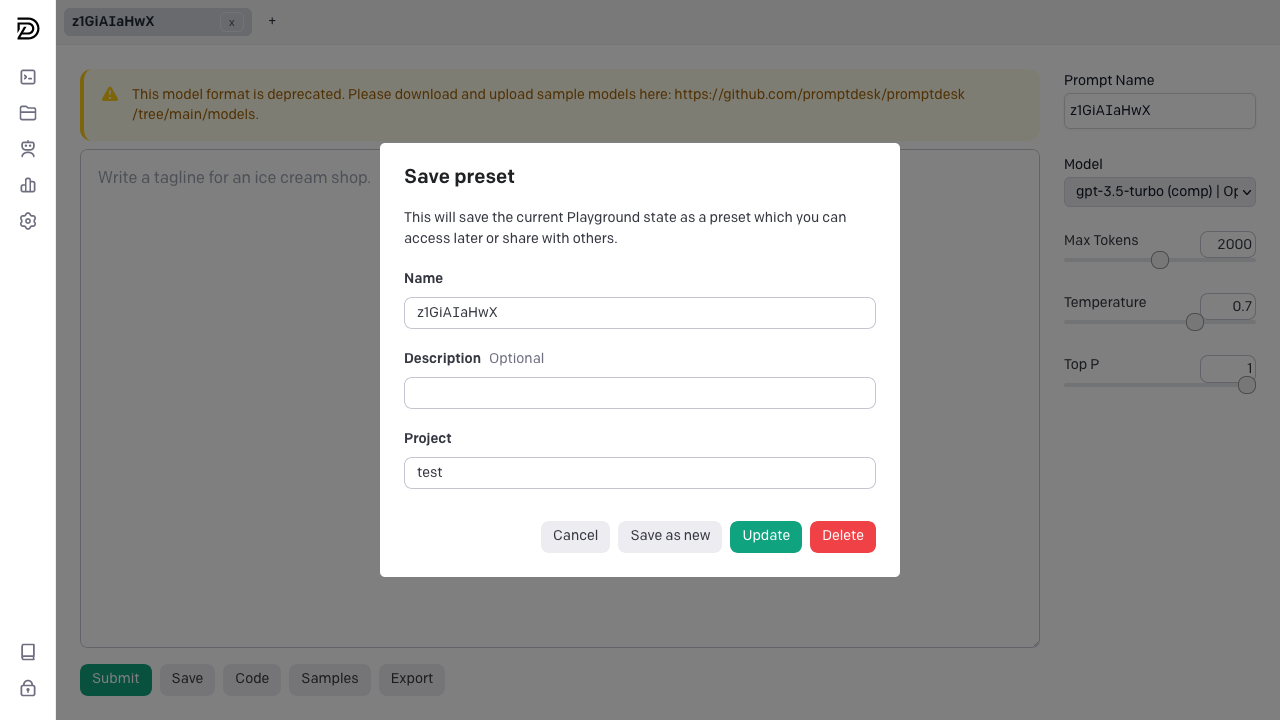 z1GiAIaHwX
x
+
This model format is deprecated. Please download and upload sample models here: https://github.com/promptdesk/promptdesk
/tree/main/models.
Write a tagline for an ice cream shop.
Prompt Name
z1GiAIaHwX
Model
gpt-3.5-turbo (comp) | Op
Max Tokens
2000
Temperature
0.7
Top P
1
Save preset
This will save the current Playground state as a preset which you can
access later or share with others.
Name
z1GiAIaHwX
Description Optional
Project
test
Cancel
Save as new
Update
Delete
Submit
Save
Code
Samples
Export